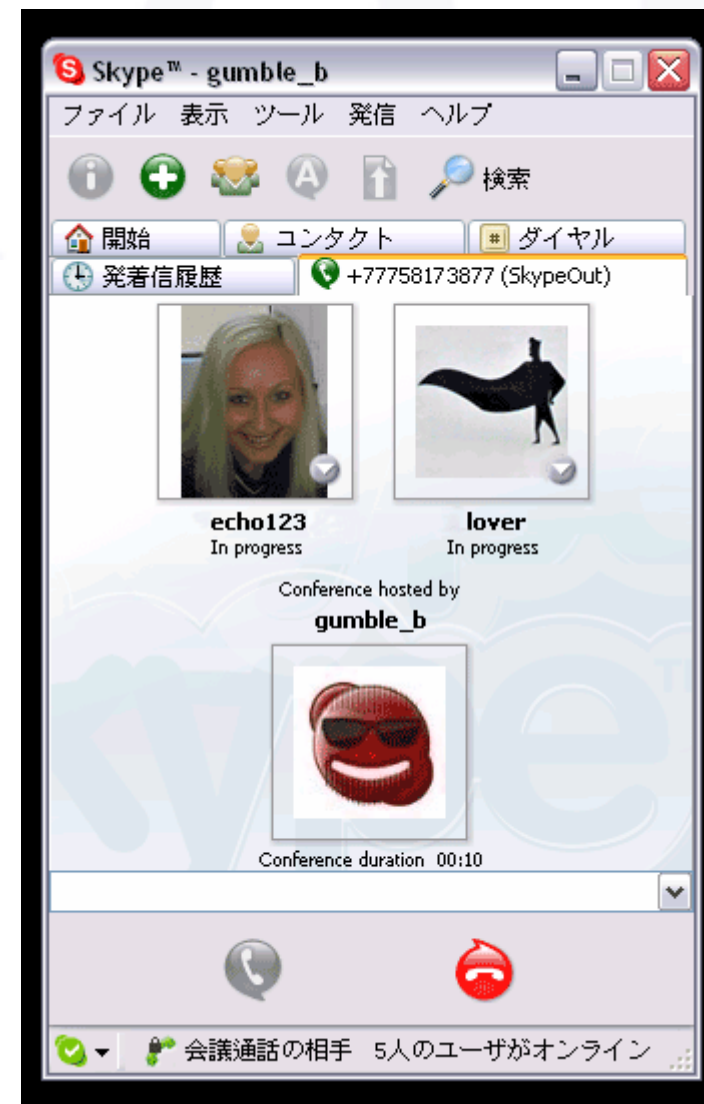 Skype™ - gumble_b
ファイル 表示 ツール 発信 ヘルプ
検索
開始 コンタクト ダイヤル
発着信履歴 +77758173877 (SkypeOut)
echo123 lover
In progress In progress
Conference hosted by
gumble_b
Conference duration 00:10
会議通話の相手 5人のユーザがオンライン